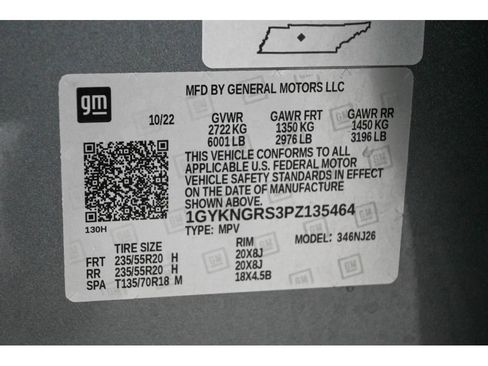 gm
MFD BY GENERAL MOTORS LLC
10/22 GVWR GAWR FRT GAWR RR
2722 KG 1350 KG 1450 KG
6001 LB 2976 LB 3196 LB
THIS VEHICLE CONFORMS TO ALL
APPLICABLE U.S. FEDERAL MOTOR
VEHICLE SAFETY STANDARDS IN EFFECT
ON THE DATE OF MANUFACTURE
SHOWN ABOVE.
1GYKNGRS3PZ135464
130H
TYPE: MPV MODEL: 346NJ26
TIRE SIZE RIM
FRT 235/55R20 H 20X8J
RR 235/55R20 H 20X8J
SPA T135/70R18 M 18X4.5B